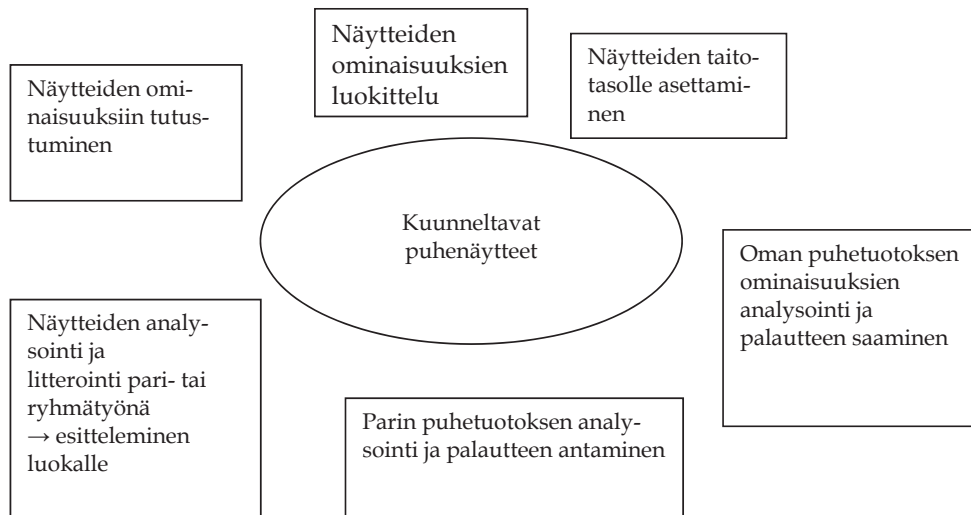 Näytteiden
ominaisuuksien
luokittelu
Näytteiden taito-
tasolle asettami-
nen
Näytteiden omi-
naisuuksiin tutus-
tuminen
Kuunneltavat
puhenäytteet
Oman puhetuotoksen
ominaisuuksien
analysointi ja
palautteen saaminen
Näytteiden analy-
sointi ja
litterointi pari- tai
ryhmätyönä
→ esitteleminen
luokalle
Parin puhetuotoksen analy-
sointi ja palautteen antaminen